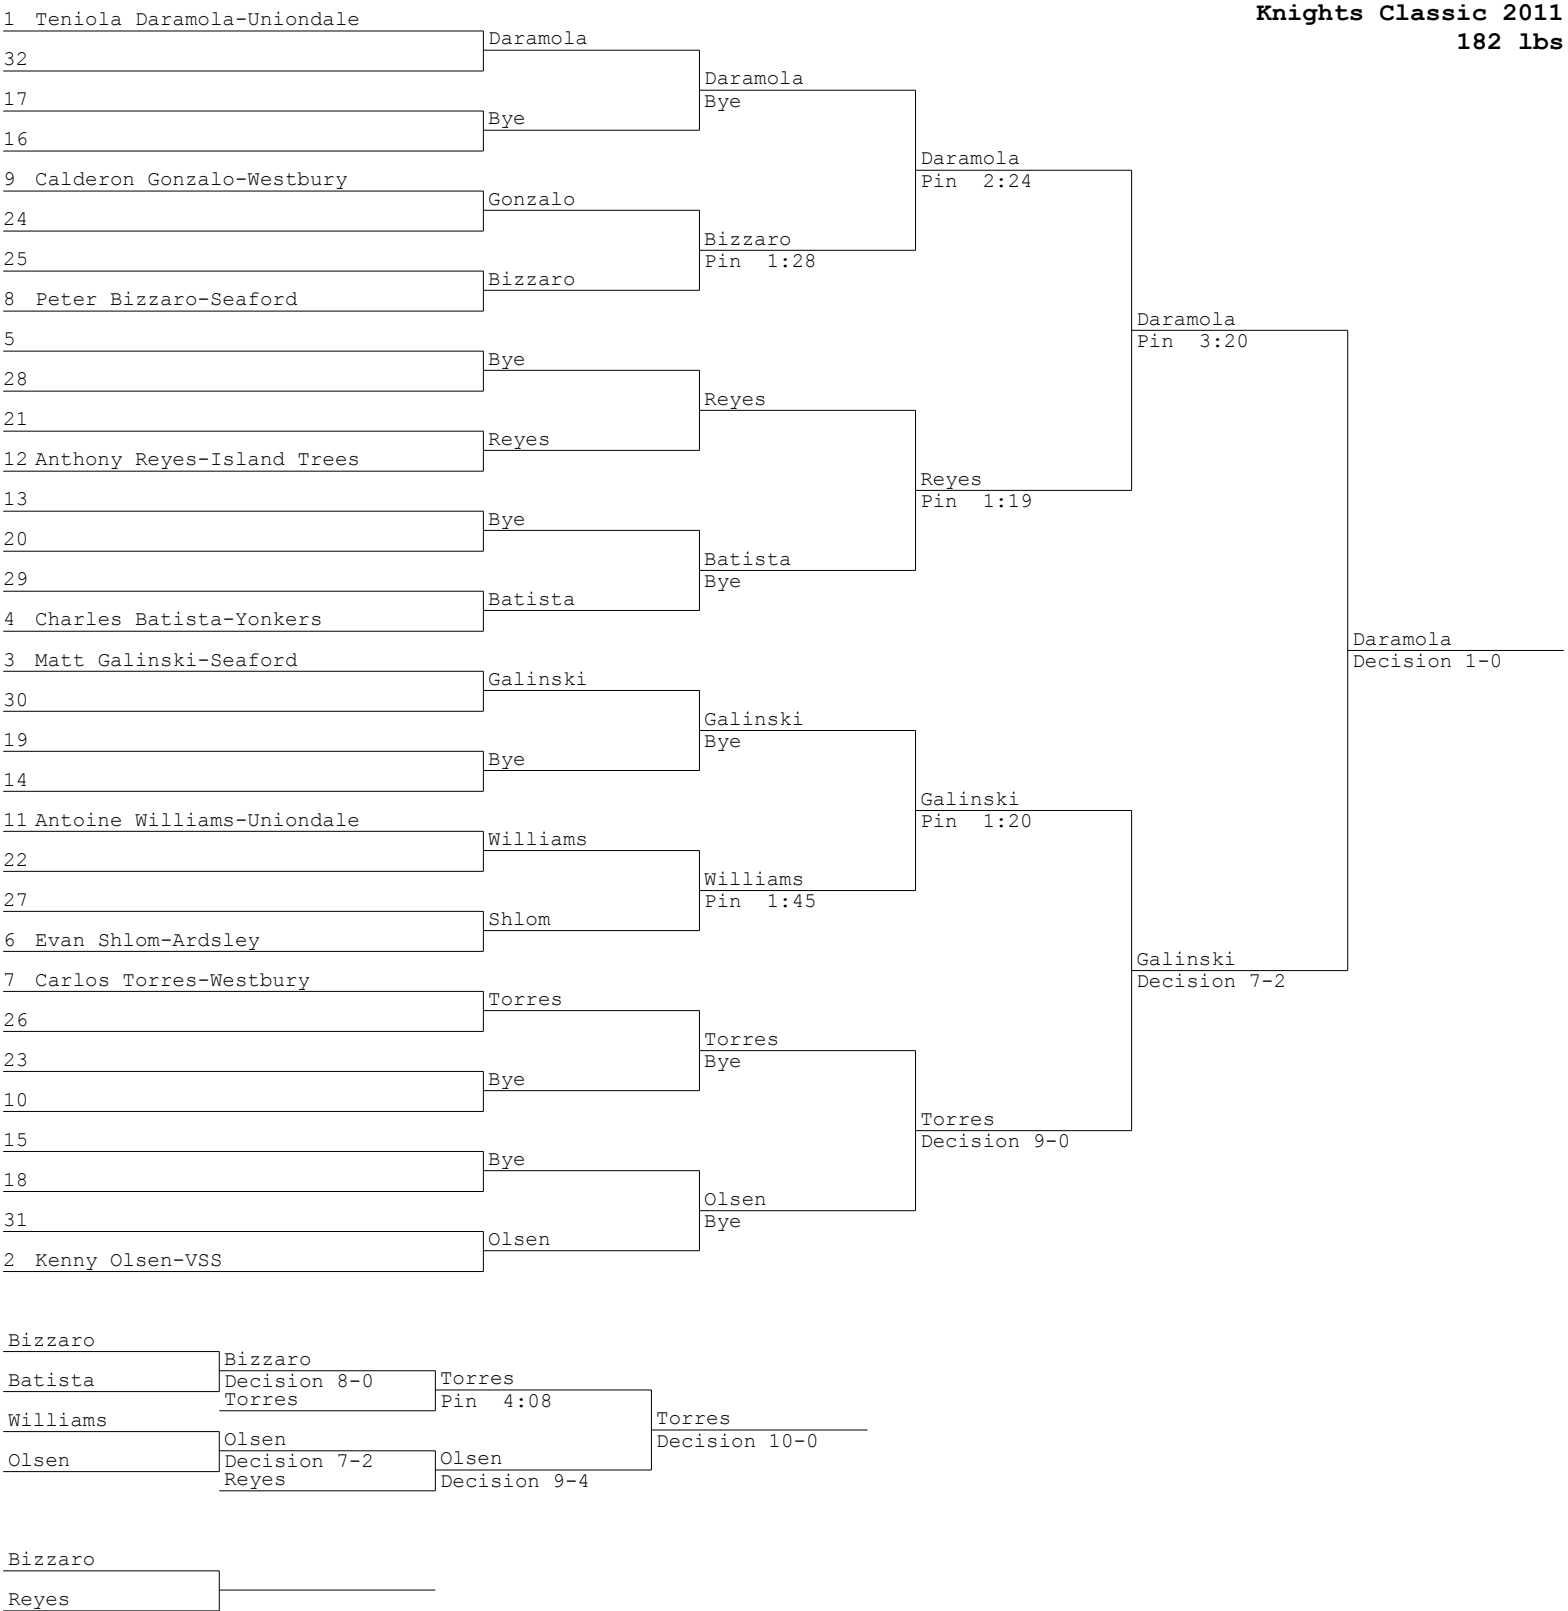 Knights Classic 2011
182 lbs
1 Teniola Daramola-Uniondale
32
17
16
9 Calderon Gonzalo-Westbury
24
25
8 Peter Bizzaro-Seaford
5
28
21
12 Anthony Reyes-Island Trees
13
20
29
4 Charles Batista-Yonkers
3 Matt Galinski-Seaford
30
19
14
11 Antoine Williams-Uniondale
22
27
6 Evan Shlom-Ardsley
7 Carlos Torres-Westbury
26
23
10
15
18
31
2 Kenny Olsen-VSS
Daramola
Bye
Gonzalo
Bizzaro
Bye
Reyes
Bye
Batista
Galinski
Bye
Williams
Shlom
Torres
Bye
Bye
Olsen
Daramola
Bye
Bizzaro
Pin 1:28
Reyes
Batista
Bye
Galinski
Bye
Williams
Pin 1:45
Torres
Bye
Olsen
Bye
Daramola
Pin 2:24
Reyes
Pin 1:19
Galinski
Pin 1:20
Torres
Decision 9-0
Daramola
Pin 3:20
Galinski
Decision 7-2
Daramola
Decision 1-0
Bizzaro
Batista
Williams
Olsen
Bizzaro
Decision 8-0
Torres
Olsen
Decision 7-2
Reyes
Torres
Pin 4:08
Olsen
Decision 9-4
Torres
Decision 10-0
Bizzaro
Reyes